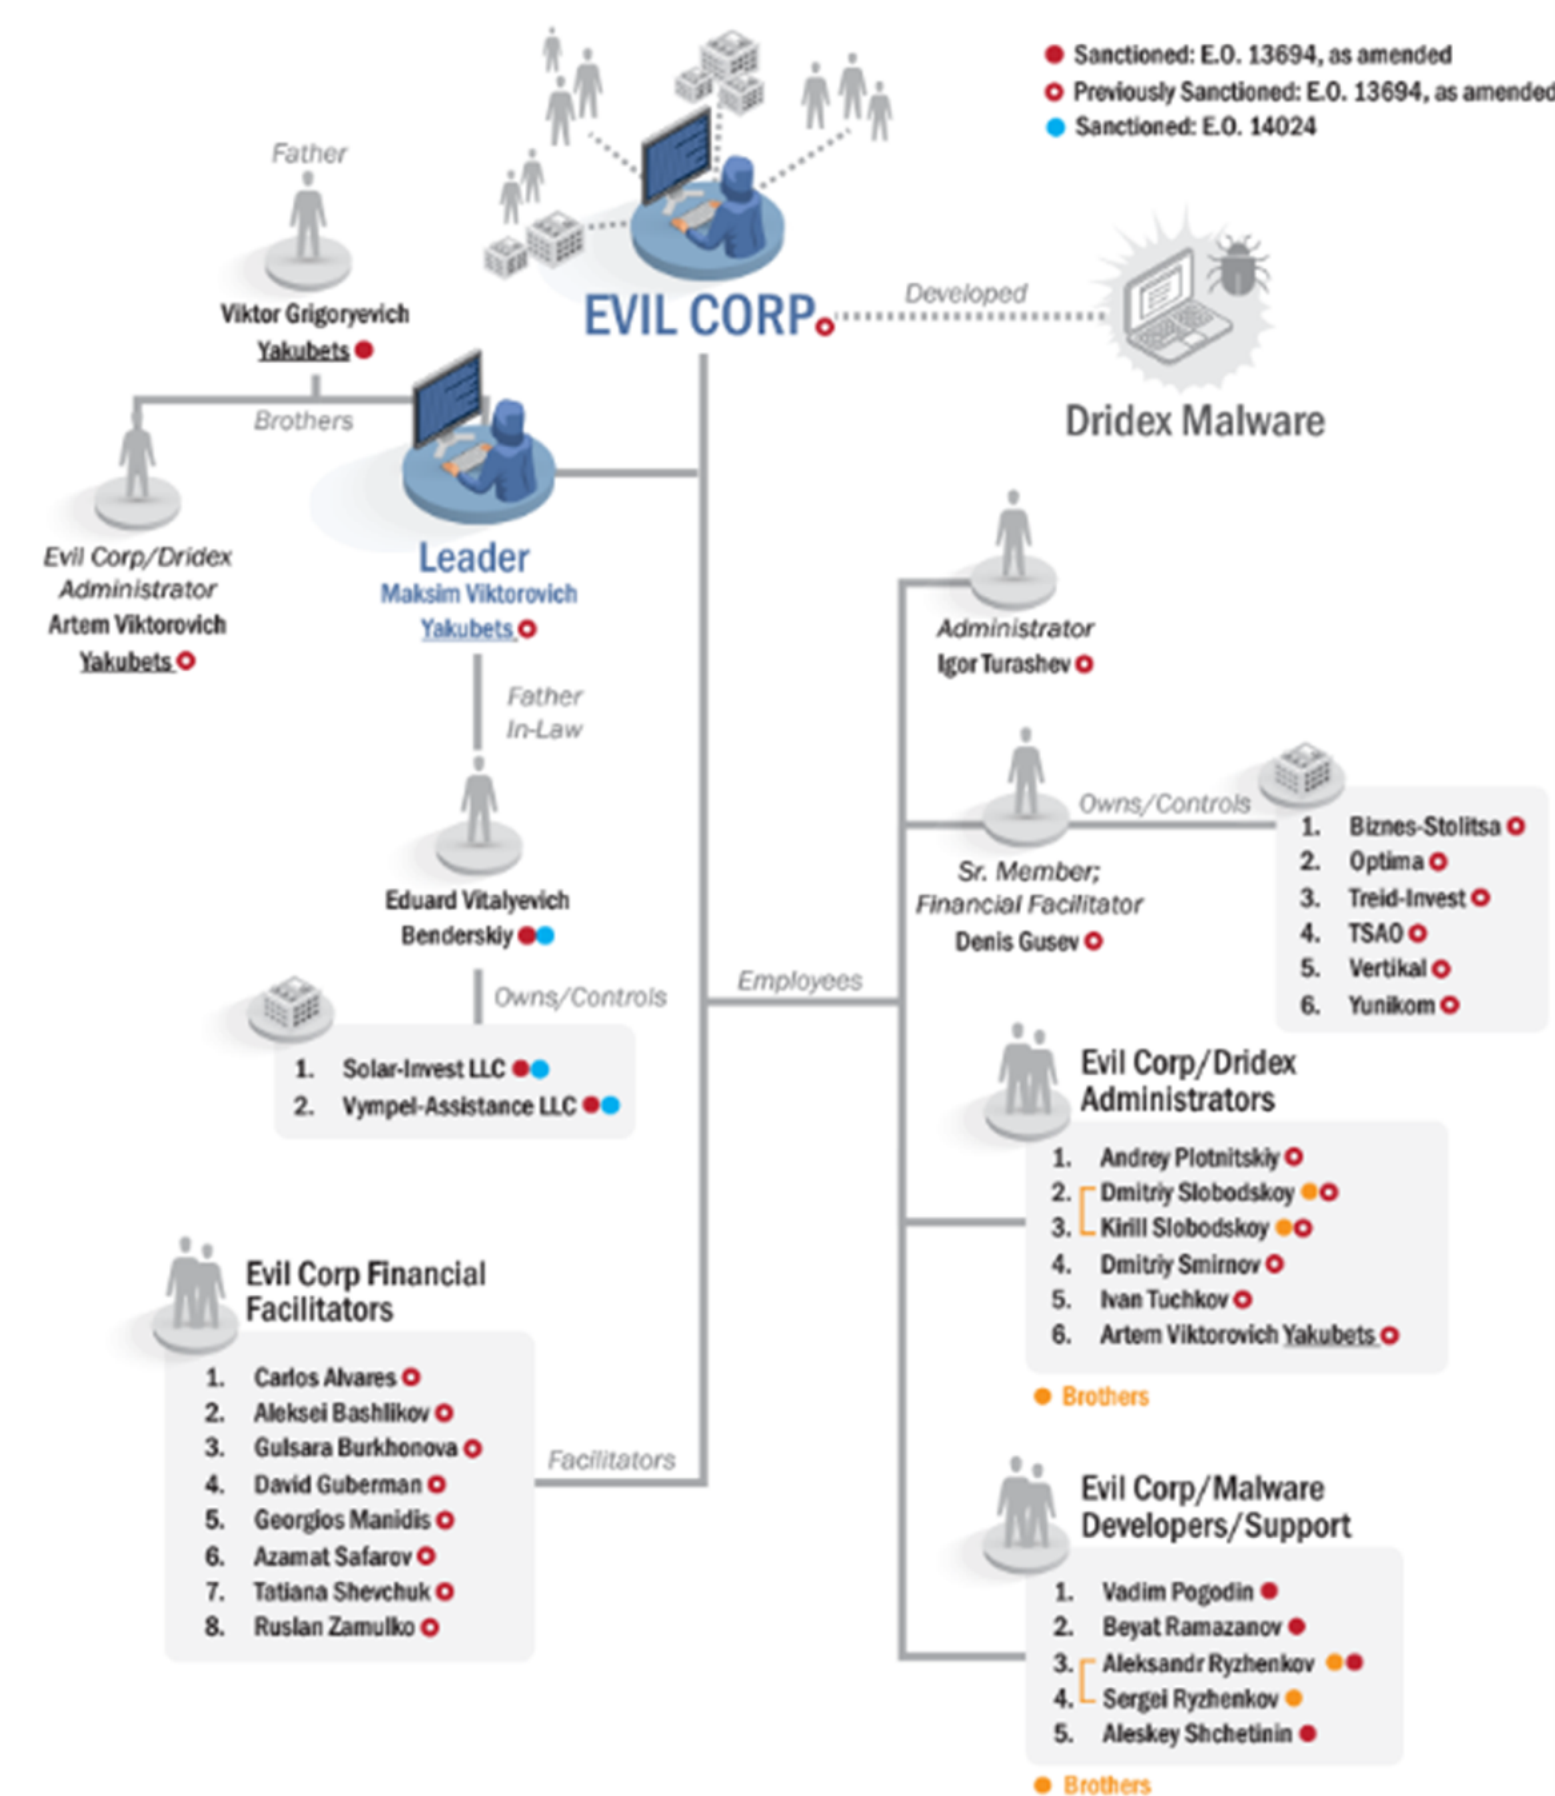 Sanctioned: E.O. 13694, as amended
Previously Sanctioned: E.O. 13694, as amended
Sanctioned: E.O. 14024
Father
Viktor Grigoryevich
Yakubets
Brothers
EVIL CORP
Developed
Dridex Malware
Evil Corp/Dridex
Administrator
Artem Viktorovich
Yakubets
Leader
Maksim Viktorovich
Yakubets
Father
In-Law
Eduard Vitalyevich
Benderskiy
Owns/Controls
1. Solar-Invest LLC
2. Vympel-Assistance LLC
Evil Corp Financial
Facilitators
1. Carlos Alvares
2. Aleksei Bashlikov
3. Gulsara Burkhonova
4. David Guberman
5. Georgios Manidis
6. Azamat Safarov
7. Tatiana Shevchuk
8. Ruslan Zamulko
Facilitators
Employees
Administrator
Igor Turashev
Sr. Member;
Financial Facilitator
Denis Gusev
Owns/Controls
1. Biznes-Stolitsa
2. Optima
3. Treid-Invest
4. TSAO
5. Vertikal
6. Yunikom
Evil Corp/Dridex
Administrators
1. Andrey Plotnitskiy
2. Dmitriy Slobodskoy
3. Kirill Slobodskoy
4. Dmitriy Smirnov
5. Ivan Tuchkov
6. Artem Viktorovich Yakubets
Brothers
Evil Corp/Malware
Developers/Support
1. Vadim Pogodin
2. Beyat Ramazanov
3. Aleksandr Ryzhenkov
4. Sergei Ryzhenkov
5. Aleskey Shchetinin
Brothers